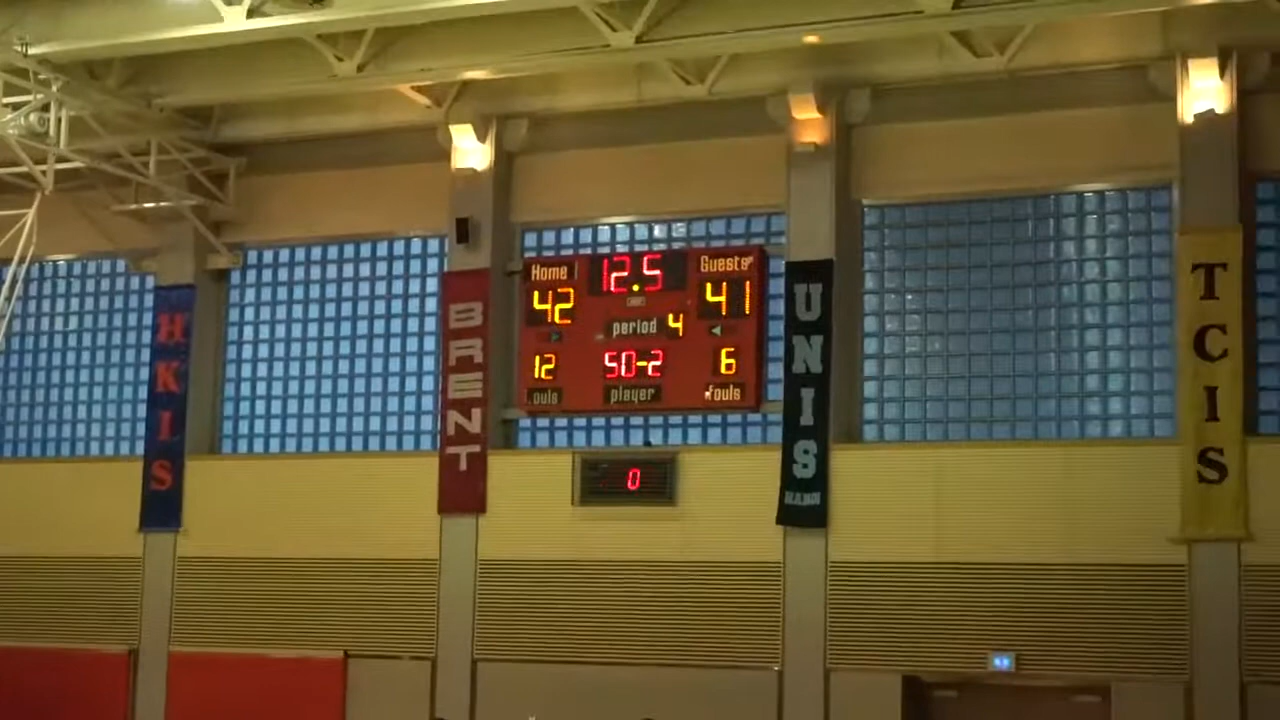 HKIS
BRENT
Home
12.5
Guests
42
41
period 4
12
50-2
6
player
fouls
0
UNIS
HANOI
TCIS